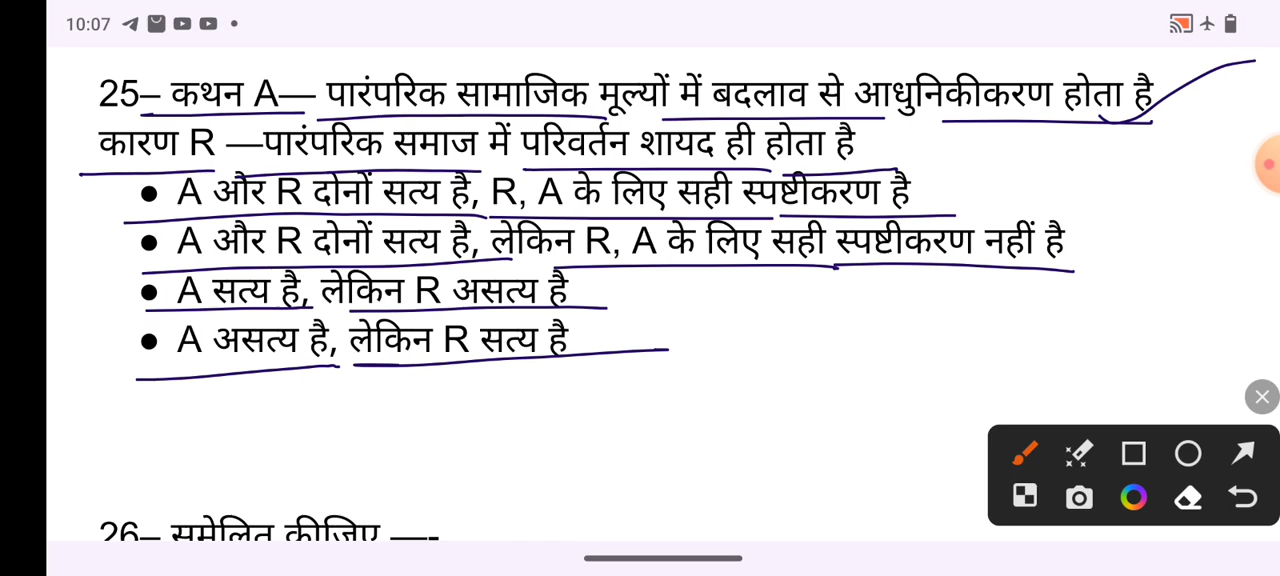 10:07
25– कथन A— पारंपरिक सामाजिक मूल्यों में बदलाव से आधुनिकीकरण होता है
कारण R —पारंपरिक समाज में परिवर्तन शायद ही होता है
● A और R दोनों सत्य है, R, A के लिए सही स्पष्टीकरण है
● A और R दोनों सत्य है, लेकिन R, A के लिए सही स्पष्टीकरण नहीं है
● A सत्य है, लेकिन R असत्य है
● A असत्य है, लेकिन R सत्य है
26– सुमेलित कीजिए —-